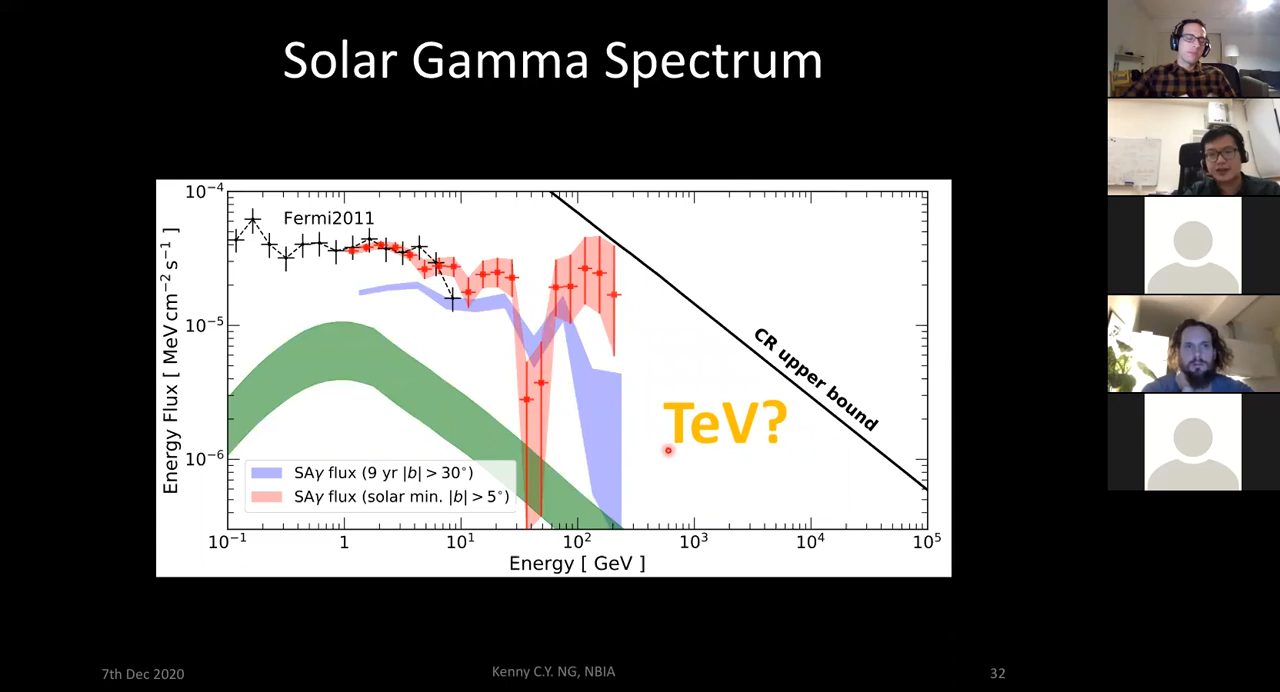 Solar Gamma Spectrum
10⁻⁴
10⁻⁵
10⁻⁶
Energy Flux [ MeV cm⁻² s⁻¹ ]
Fermi2011
CR upper bound
TeV?
SAγ flux (9 yr |b| > 30°)
SAγ flux (solar min. |b| > 5°)
10⁻¹ 1 10¹ 10² 10³ 10⁴ 10⁵
Energy [ GeV ]
7th Dec 2020
Kenny C.Y. NG, NBIA
32